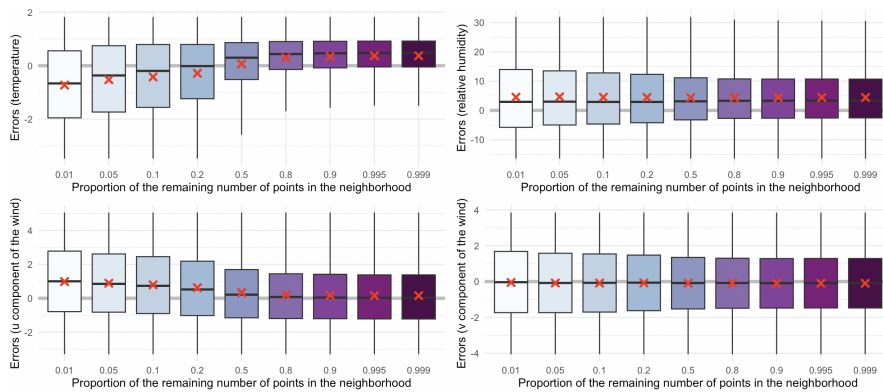 Errors (temperature)
2
0
-2
0.01 0.05 0.1 0.2 0.5 0.8 0.9 0.995 0.999
Proportion of the remaining number of points in the neighborhood
Errors (relative humidity)
30
20
10
0
-10
0.01 0.05 0.1 0.2 0.5 0.8 0.9 0.995 0.999
Proportion of the remaining number of points in the neighborhood
Errors (u component of the wind)
4
2
0
-2
0.01 0.05 0.1 0.2 0.5 0.8 0.9 0.995 0.999
Proportion of the remaining number of points in the neighborhood
Errors (v component of the wind)
4
2
0
-2
-4
0.01 0.05 0.1 0.2 0.5 0.8 0.9 0.995 0.999
Proportion of the remaining number of points in the neighborhood